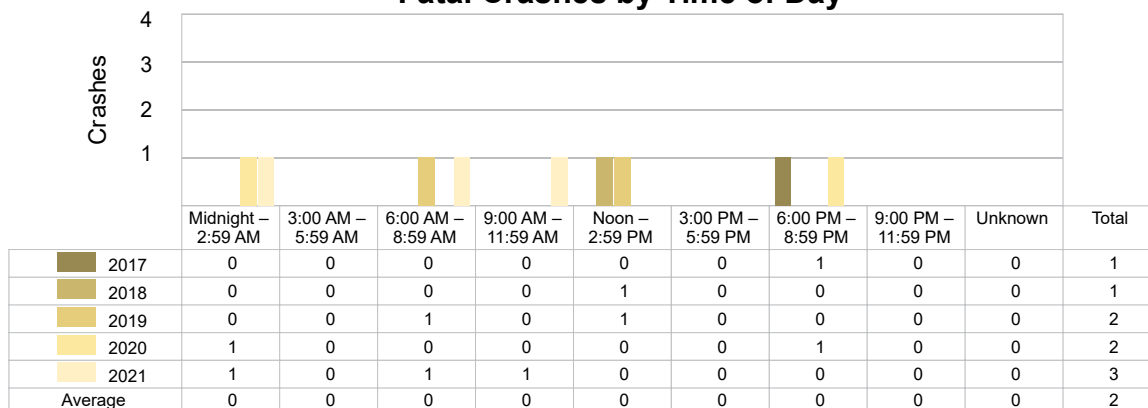 Fatal Crashes by Time of Day
4
3
2
1
Crashes
Midnight – 2:59 AM 3:00 AM – 5:59 AM 6:00 AM – 8:59 AM 9:00 AM – 11:59 AM Noon – 2:59 PM 3:00 PM – 5:59 PM 6:00 PM – 8:59 PM 9:00 PM – 11:59 PM Unknown Total
2017 0 0 0 0 0 0 1 0 0 1
2018 0 0 0 0 1 0 0 0 0 1
2019 0 0 1 0 1 0 0 0 0 2
2020 1 0 0 0 0 0 1 0 0 2
2021 1 0 1 1 0 0 0 0 0 3
Average 0 0 0 0 0 0 0 0 0 2